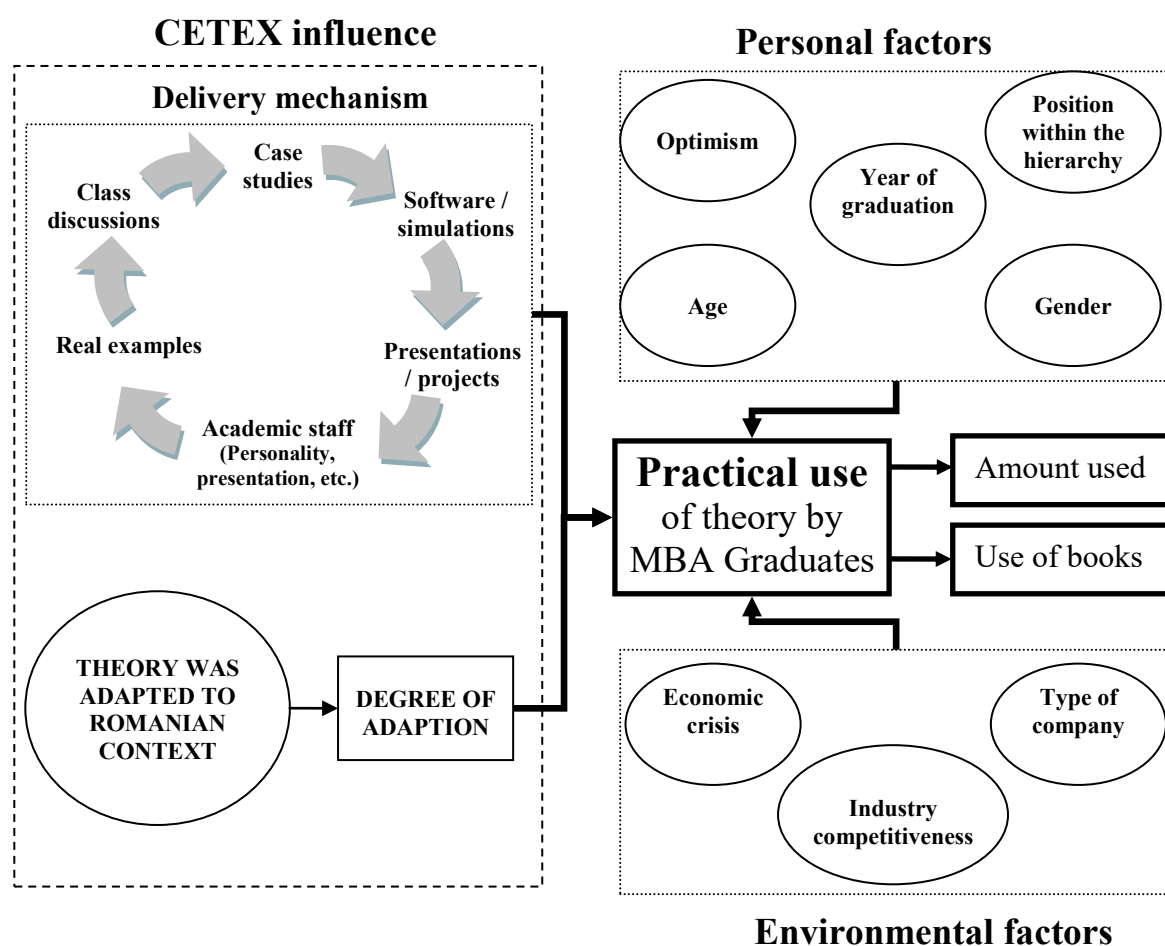 CETEX influence
Delivery mechanism
Case
studies
Software /
simulations
Presentations
/ projects
Academic staff
(Personality,
presentation, etc.)
Real examples
Class
discussions
THEORY WAS
ADAPTED TO
ROMANIAN
CONTEXT
DEGREE OF
ADAPTION
Personal factors
Optimism
Year of
graduation
Position
within the
hierarchy
Age
Gender
Practical use
of theory by
MBA Graduates
Amount used
Use of books
Economic
crisis
Industry
competitiveness
Type of
company
Environmental factors